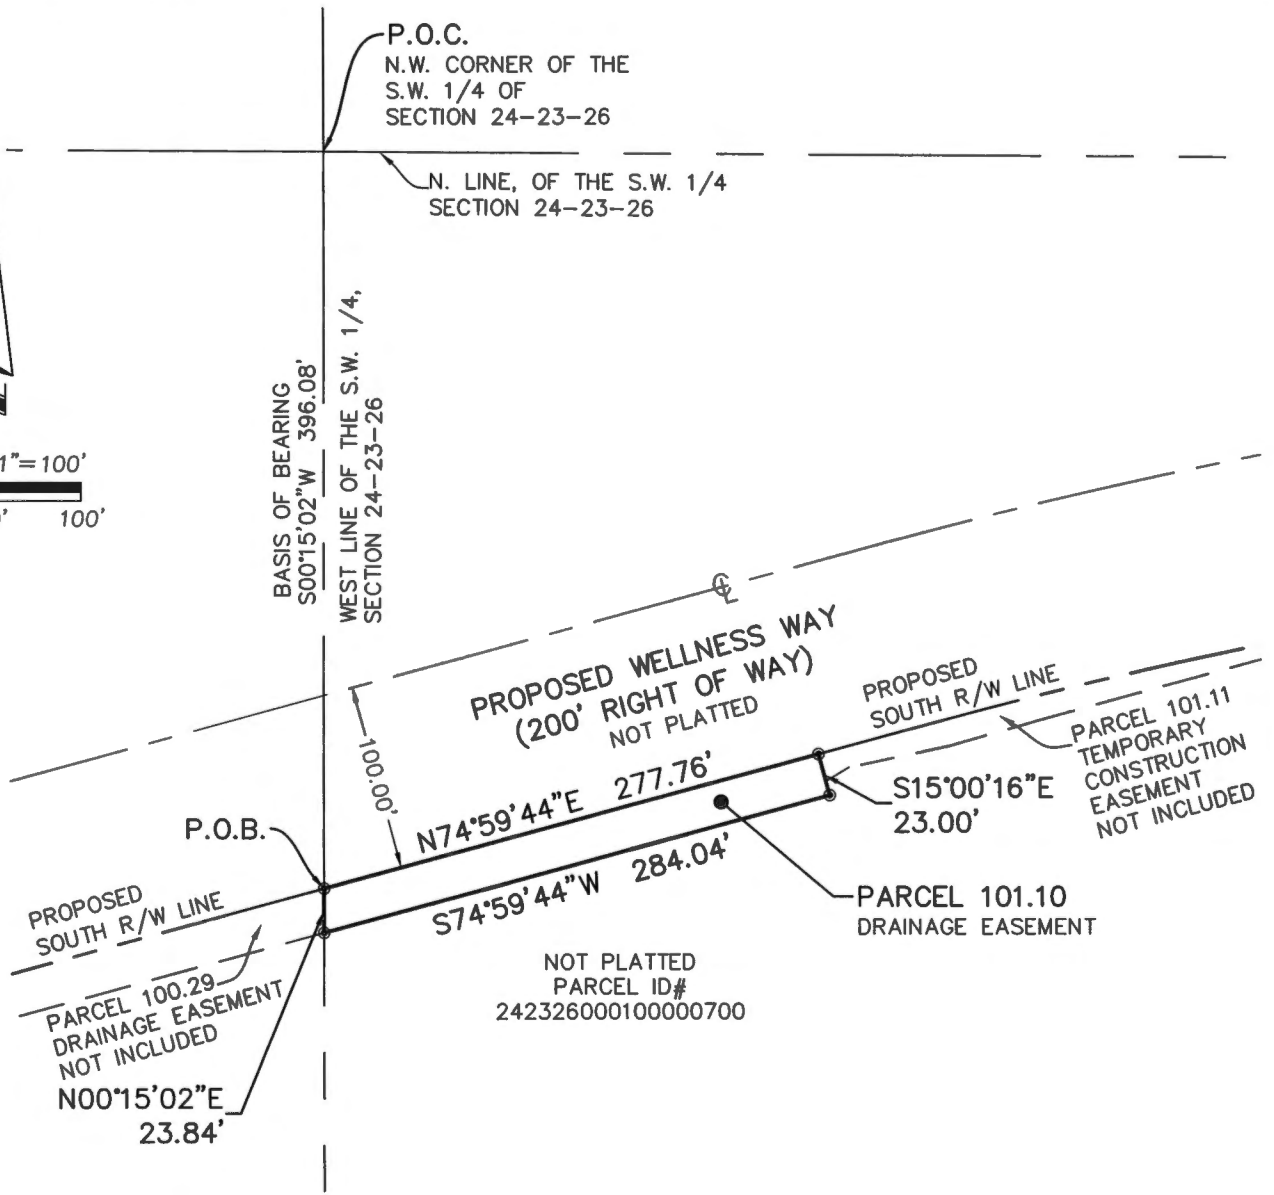 P.O.C.
N.W. CORNER OF THE
S.W. 1/4 OF
SECTION 24-23-26
N. LINE, OF THE S.W. 1/4
SECTION 24-23-26
1"=100'
100'
BASIS OF BEARING
S00°15'02"W 396.08'
WEST LINE OF THE S.W. 1/4,
SECTION 24-23-26
℄
PROPOSED WELLNESS WAY
(200' RIGHT OF WAY)
NOT PLATTED
100.00'
PROPOSED
SOUTH R/W LINE
PARCEL 101.11
TEMPORARY
CONSTRUCTION
EASEMENT
NOT INCLUDED
N74°59'44"E 277.76'
S15°00'16"E
23.00'
P.O.B.
S74°59'44"W 284.04'
PARCEL 101.10
DRAINAGE EASEMENT
PROPOSED
SOUTH R/W LINE
PARCEL 100.29
DRAINAGE EASEMENT
NOT INCLUDED
NOT PLATTED
PARCEL ID#
242326000100000700
N00°15'02"E
23.84'